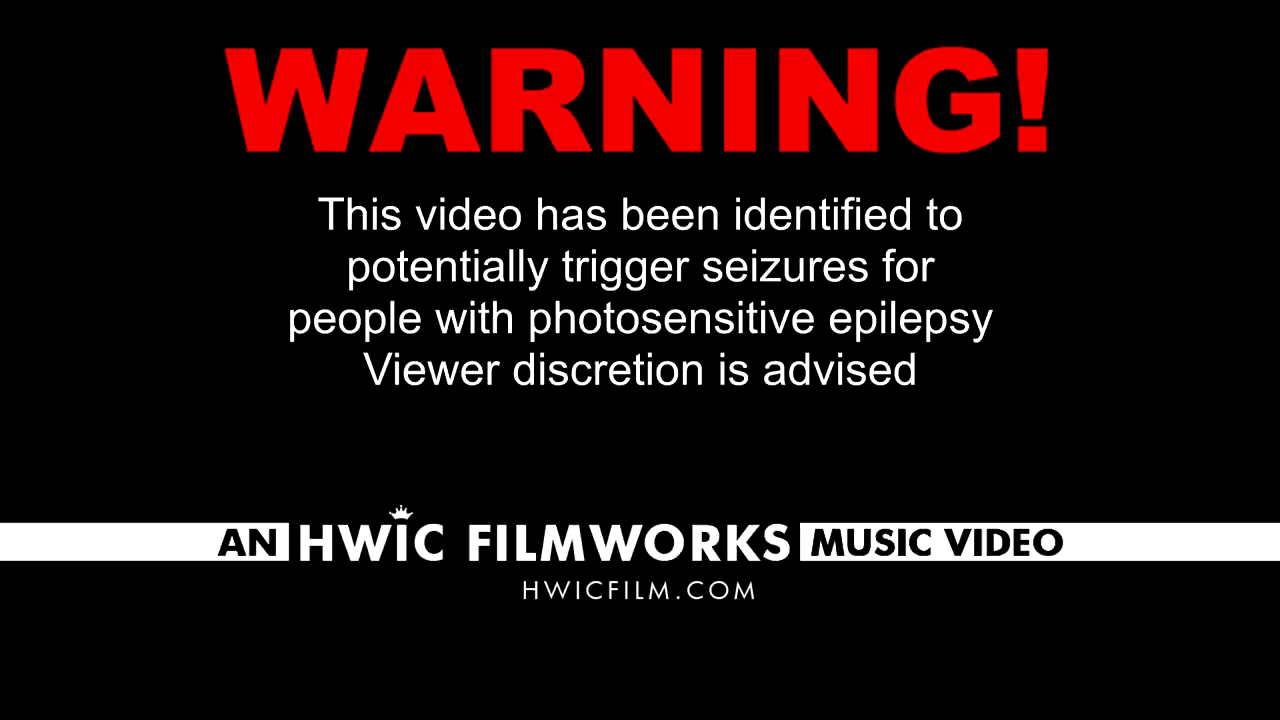 WARNING!
This video has been identified to
potentially trigger seizures for
people with photosensitive epilepsy
Viewer discretion is advised
AN HWIC FILMWORKS MUSIC VIDEO
HWICFILM.COM